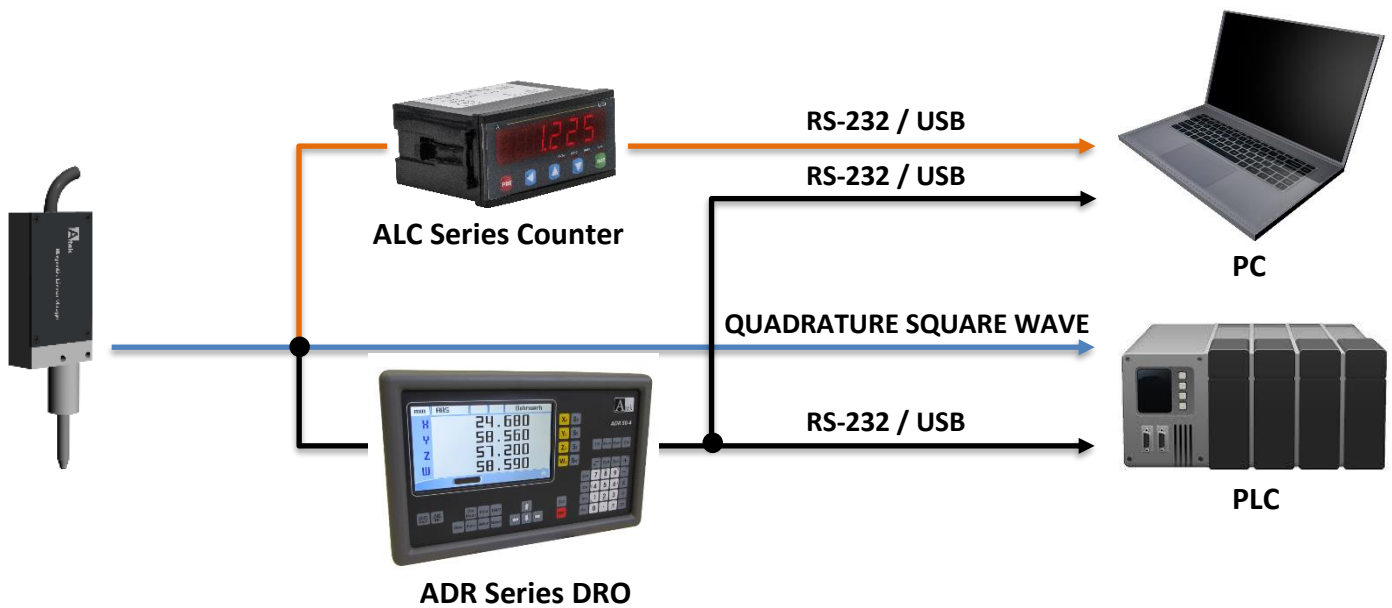 RS-232 / USB
1.225
RS-232 / USB
ALC Series Counter
PC
QUADRATURE SQUARE WAVE
mm ABS
X 24.680
Y 58.560
Z 57.200
W 58.590
RS-232 / USB
PLC
ADR Series DRO